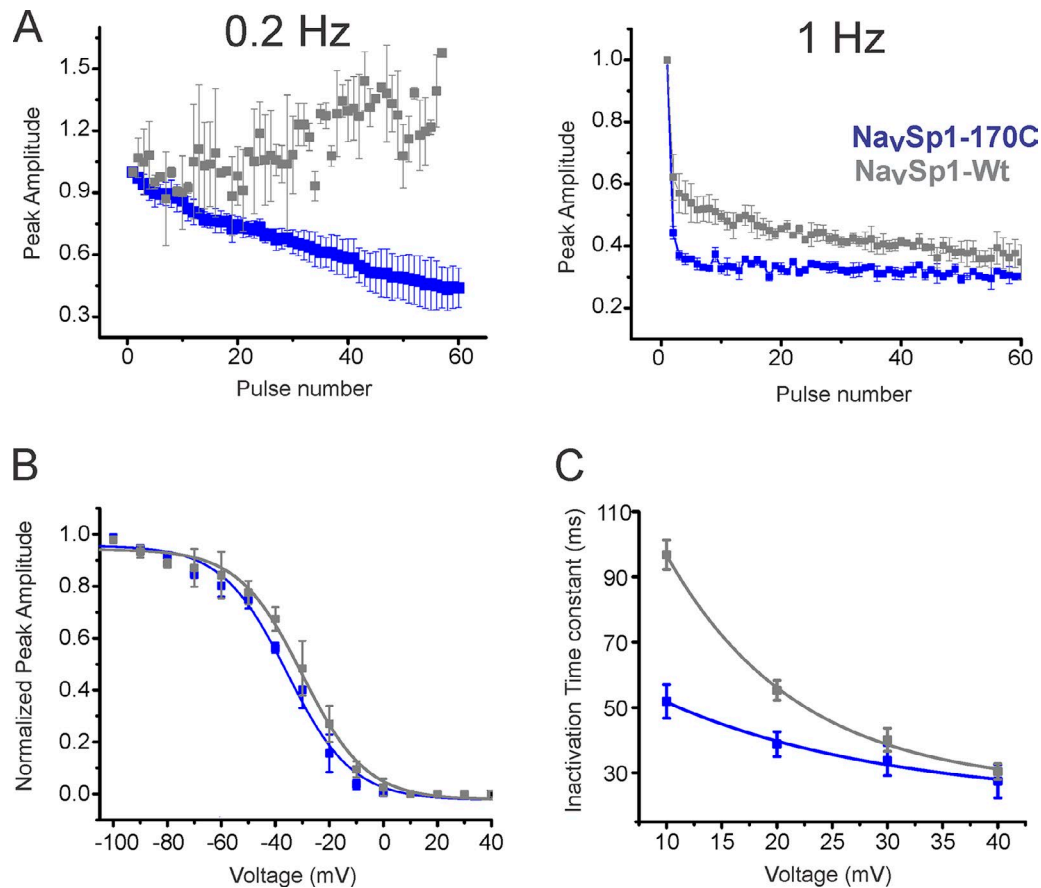 A
0.2 Hz
1 Hz
Peak Amplitude
1.5
1.2
0.9
0.6
0.3
0
20
40
60
Pulse number
Peak Amplitude
1.0
0.8
0.6
0.4
0.2
0
20
40
60
Pulse number
NavSp1-170C
NavSp1-Wt
B
Normalized Peak Amplitude
1.0
0.8
0.6
0.4
0.2
0.0
-100 -80 -60 -40 -20 0 20 40
Voltage (mV)
C
Inactivation Time constant (ms)
110
90
70
50
30
10 15 20 25 30 35 40
Voltage (mV)